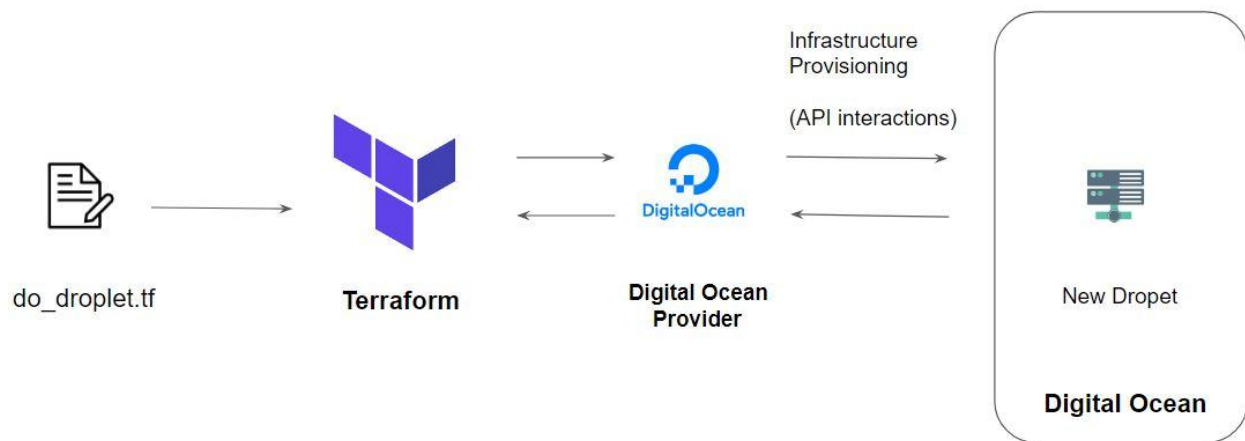 do_droplet.tf
Terraform
DigitalOcean
Digital Ocean
Provider
Infrastructure
Provisioning
(API interactions)
New Dropet
Digital Ocean